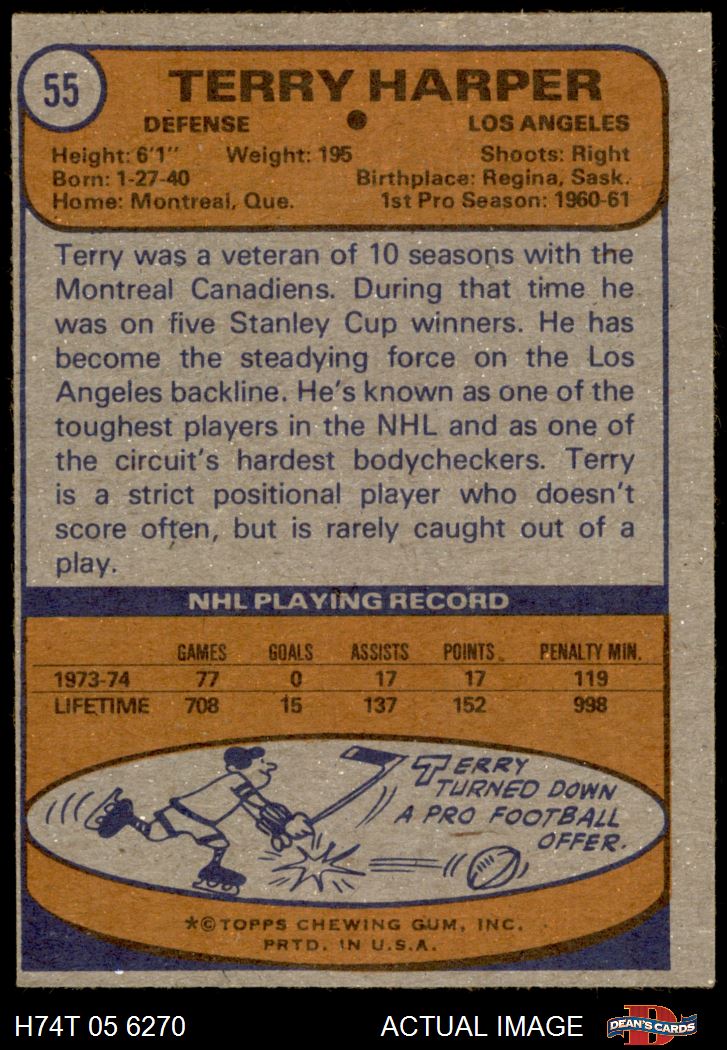 55
TERRY HARPER
DEFENSE LOS ANGELES
Height: 6'1" Weight: 195 Shoots: Right
Born: 1-27-40 Birthplace: Regina, Sask.
Home: Montreal, Que. 1st Pro Season: 1960-61
Terry was a veteran of 10 seasons with the
Montreal Canadiens. During that time he
was on five Stanley Cup winners. He has
become the steadying force on the Los
Angeles backline. He's known as one of the
toughest players in the NHL and as one of
the circuit's hardest bodycheckers. Terry
is a strict positional player who doesn't
score often, but is rarely caught out of a
play.
NHL PLAYING RECORD
GAMES GOALS ASSISTS POINTS PENALTY MIN.
1973-74 77 0 17 17 119
LIFETIME 708 15 137 152 998
TERRY
TURNED DOWN
A PRO FOOTBALL
OFFER.
*©TOPPS CHEWING GUM, INC.
PRTD. IN U.S.A.
H74T 05 6270 ACTUAL IMAGE DEAN'S CARDS